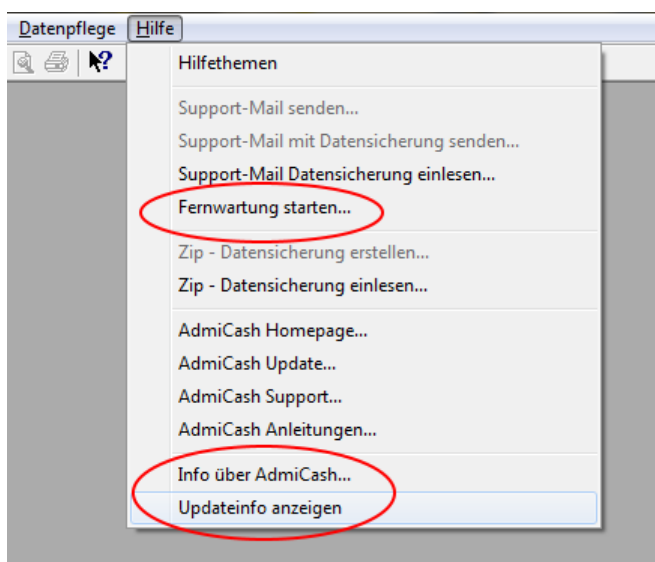 Datenpflege Hilfe
Hilfethemen
Support-Mail senden...
Support-Mail mit Datensicherung senden...
Support-Mail Datensicherung einlesen...
Fernwartung starten...
Zip - Datensicherung erstellen...
Zip - Datensicherung einlesen...
AdmiCash Homepage...
AdmiCash Update...
AdmiCash Support...
AdmiCash Anleitungen...
Info über AdmiCash...
Updateinfo anzeigen